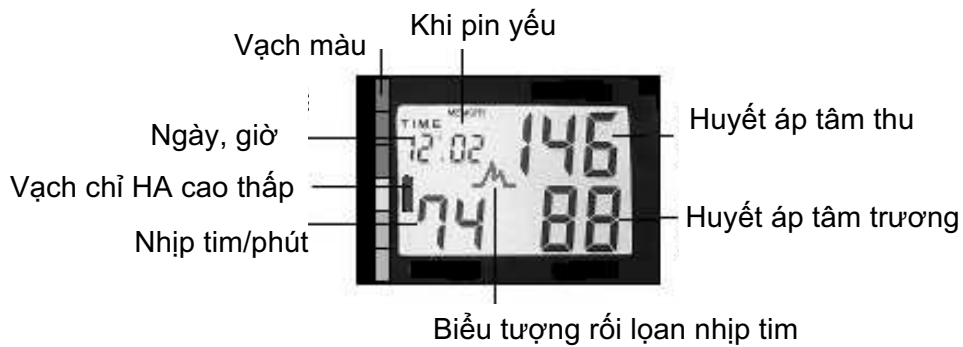 Khi pin yếu
Vạch màu
MEMORY
TIME
12:02
146
Huyết áp tâm thu
Ngày, giờ
Vạch chỉ HA cao thấp
74
88
Huyết áp tâm trương
Nhịp tim/phút
Biểu tượng rối lọan nhịp tim